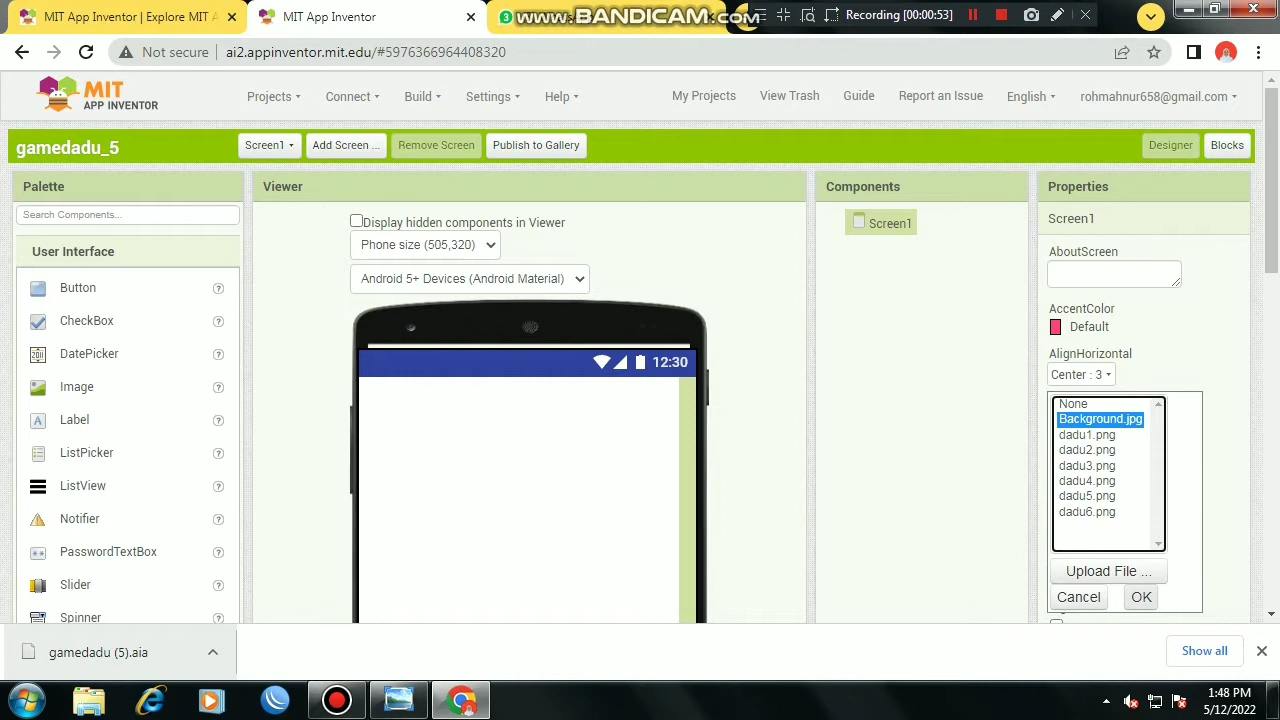 MIT App Inventor | Explore MIT A
MIT App Inventor
3
www.BANDICAM.com
Recording [00:00:53]
Not secure
ai2.appinventor.mit.edu/#5976366964408320
MIT
APP INVENTOR
Projects
Connect
Build
Settings
Help
My Projects
View Trash
Guide
Report an Issue
English
rohmahnur658@gmail.com
gamedadu_5
Screen1
Add Screen ...
Remove Screen
Publish to Gallery
Designer
Blocks
Palette
Search Components...
User Interface
Button
CheckBox
DatePicker
Image
Label
ListPicker
ListView
Notifier
PasswordTextBox
Slider
Spinner
Viewer
Display hidden components in Viewer
Phone size (505,320)
Android 5+ Devices (Android Material)
12:30
Components
Screen1
Properties
Screen1
AboutScreen
AccentColor
Default
AlignHorizontal
Center : 3
None
Background.jpg
dadu1.png
dadu2.png
dadu3.png
dadu4.png
dadu5.png
dadu6.png
Upload File ...
Cancel
OK
gamedadu (5).aia
Show all
1:48 PM
5/12/2022